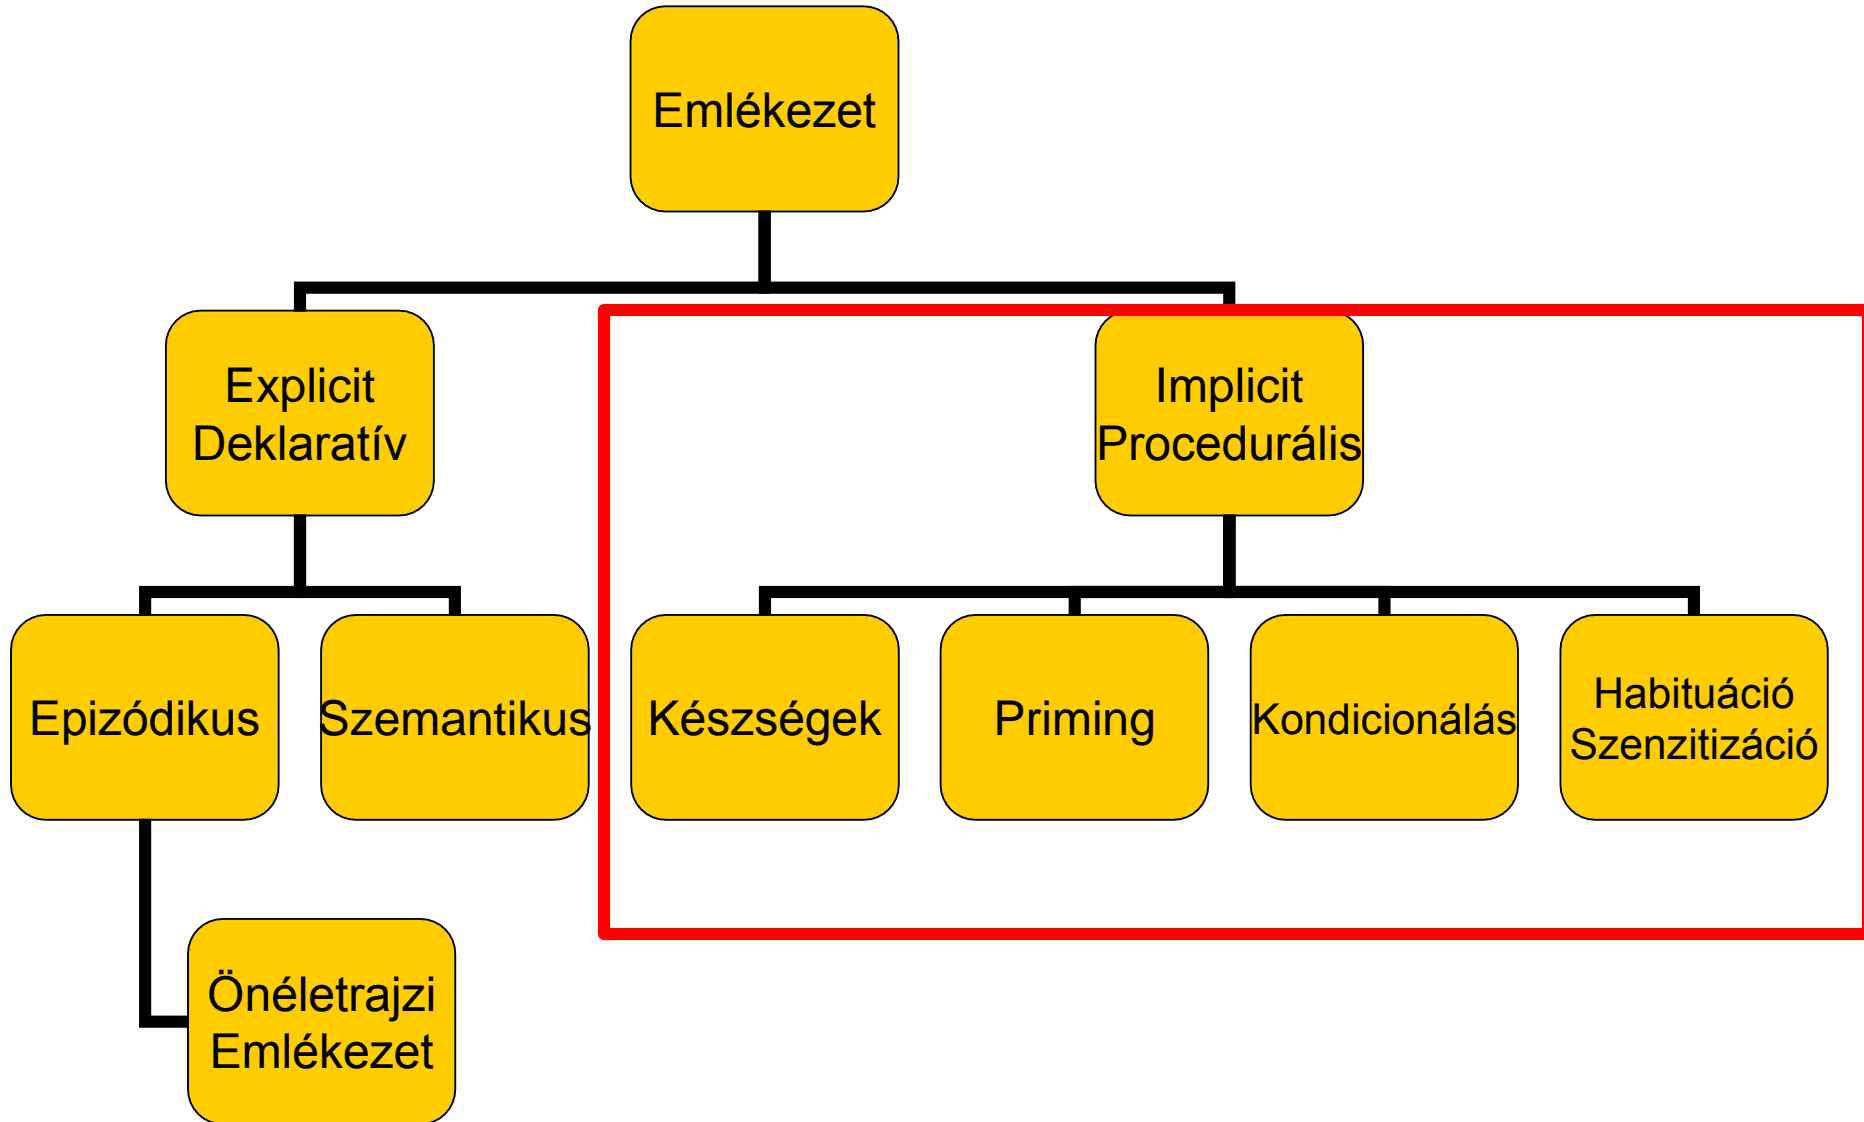 Emlékezet
Explicit
Deklaratív
Implicit
Procedurális
Epizódikus
Szemantikus
Készségek
Priming
Kondicionálás
Habituáció
Szenzitizáció
Önéletrajzi
Emlékezet